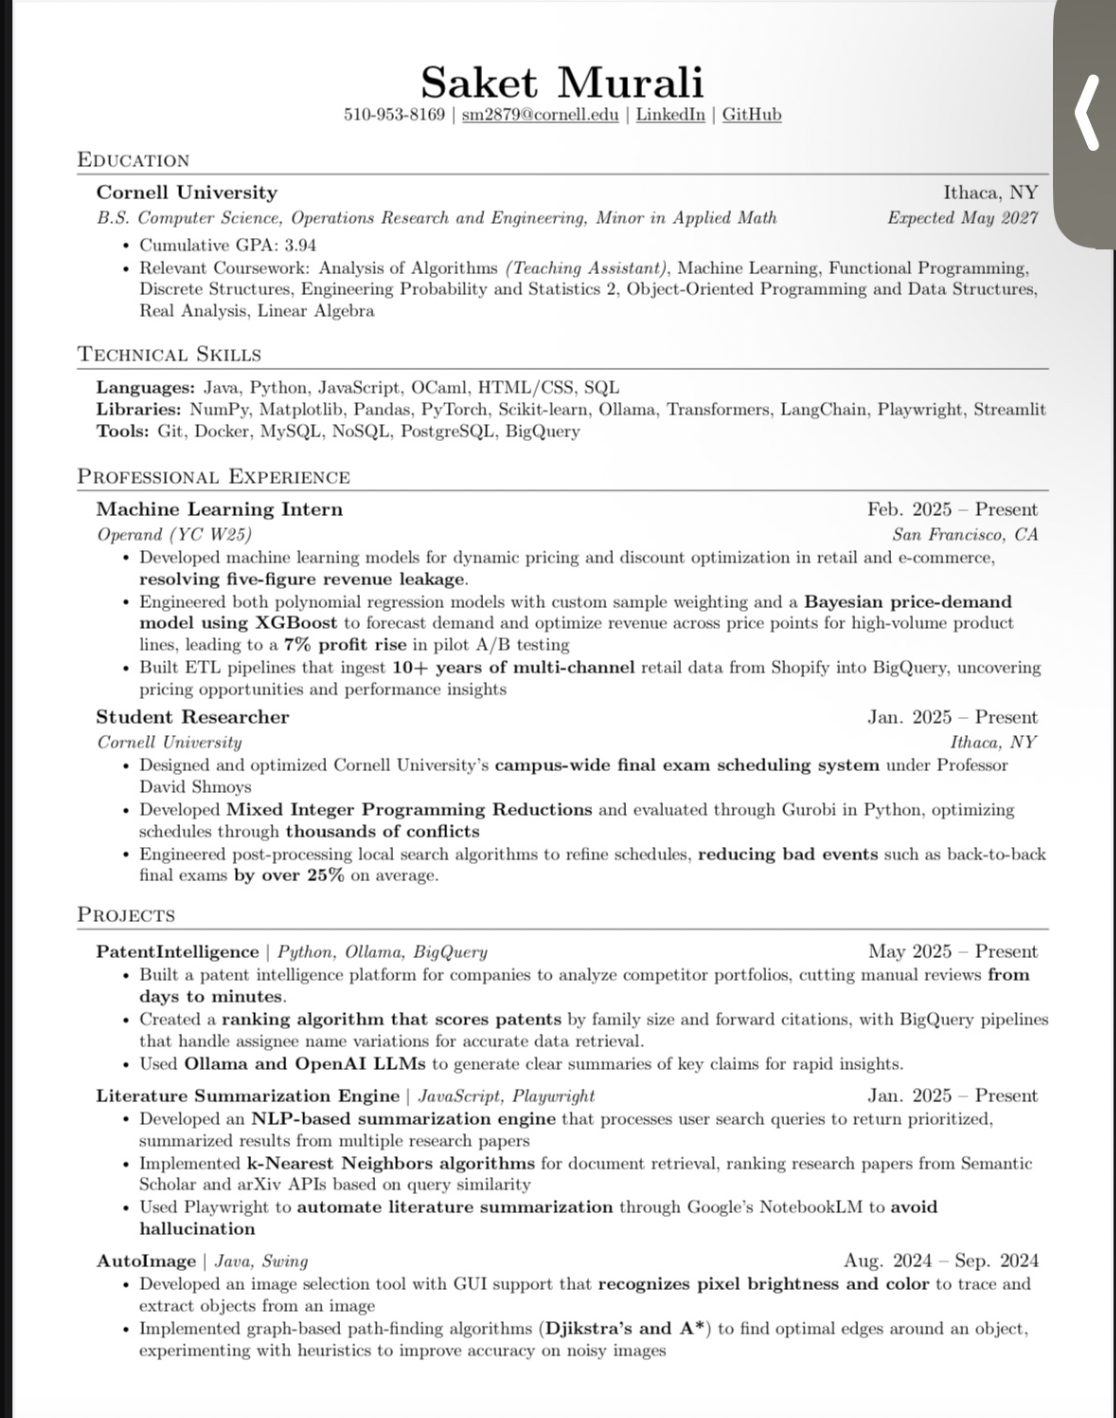 Saket Murali
510-953-8169 | sm2879@cornell.edu | LinkedIn | GitHub
EDUCATION
Cornell University Ithaca, NY
B.S. Computer Science, Operations Research and Engineering, Minor in Applied Math Expected May 2027
• Cumulative GPA: 3.94
• Relevant Coursework: Analysis of Algorithms (Teaching Assistant), Machine Learning, Functional Programming,
Discrete Structures, Engineering Probability and Statistics 2, Object-Oriented Programming and Data Structures,
Real Analysis, Linear Algebra
TECHNICAL SKILLS
Languages: Java, Python, JavaScript, OCaml, HTML/CSS, SQL
Libraries: NumPy, Matplotlib, Pandas, PyTorch, Scikit-learn, Ollama, Transformers, LangChain, Playwright, Streamlit
Tools: Git, Docker, MySQL, NoSQL, PostgreSQL, BigQuery
PROFESSIONAL EXPERIENCE
Machine Learning Intern Feb. 2025 – Present
Operand (YC W25) San Francisco, CA
• Developed machine learning models for dynamic pricing and discount optimization in retail and e-commerce,
resolving five-figure revenue leakage.
• Engineered both polynomial regression models with custom sample weighting and a Bayesian price-demand
model using XGBoost to forecast demand and optimize revenue across price points for high-volume product
lines, leading to a 7% profit rise in pilot A/B testing
• Built ETL pipelines that ingest 10+ years of multi-channel retail data from Shopify into BigQuery, uncovering
pricing opportunities and performance insights
Student Researcher Jan. 2025 – Present
Cornell University Ithaca, NY
• Designed and optimized Cornell University's campus-wide final exam scheduling system under Professor
David Shmoys
• Developed Mixed Integer Programming Reductions and evaluated through Gurobi in Python, optimizing
schedules through thousands of conflicts
• Engineered post-processing local search algorithms to refine schedules, reducing bad events such as back-to-back
final exams by over 25% on average.
PROJECTS
PatentIntelligence | Python, Ollama, BigQuery May 2025 – Present
• Built a patent intelligence platform for companies to analyze competitor portfolios, cutting manual reviews from
days to minutes.
• Created a ranking algorithm that scores patents by family size and forward citations, with BigQuery pipelines
that handle assignee name variations for accurate data retrieval.
• Used Ollama and OpenAI LLMs to generate clear summaries of key claims for rapid insights.
Literature Summarization Engine | JavaScript, Playwright Jan. 2025 – Present
• Developed an NLP-based summarization engine that processes user search queries to return prioritized,
summarized results from multiple research papers
• Implemented k-Nearest Neighbors algorithms for document retrieval, ranking research papers from Semantic
Scholar and arXiv APIs based on query similarity
• Used Playwright to automate literature summarization through Google's NotebookLM to avoid
hallucination
AutoImage | Java, Swing Aug. 2024 – Sep. 2024
• Developed an image selection tool with GUI support that recognizes pixel brightness and color to trace and
extract objects from an image
• Implemented graph-based path-finding algorithms (Djikstra's and A*) to find optimal edges around an object,
experimenting with heuristics to improve accuracy on noisy images